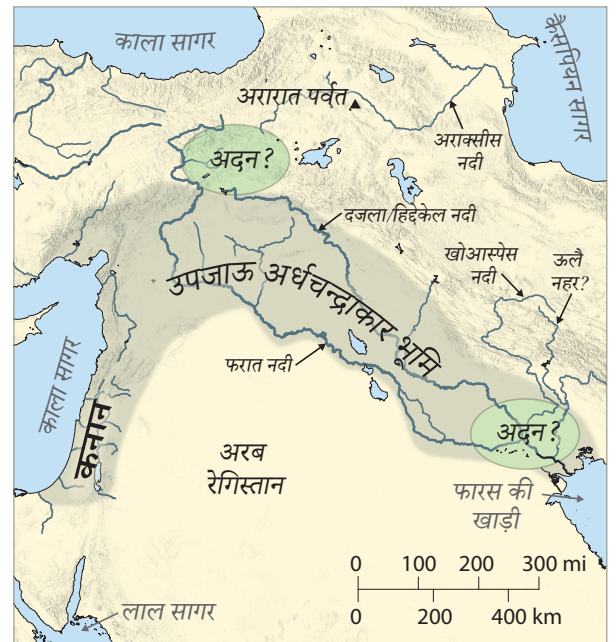 काला सागर
कैसपियन सागर
अरारात पर्वत
अराक्सीस
नदी
अदन?
दजला/हिद्देकेल नदी
खोआस्पेस
नदी
ऊलै
नहर?
उपजाऊ अर्धचन्द्राकार भूमि
फरात नदी
काला सागर
कनान
अदन?
अरब
रेगिस्तान
फारस की
खाड़ी
0 100 200 300 mi
0 200 400 km
लाल सागर